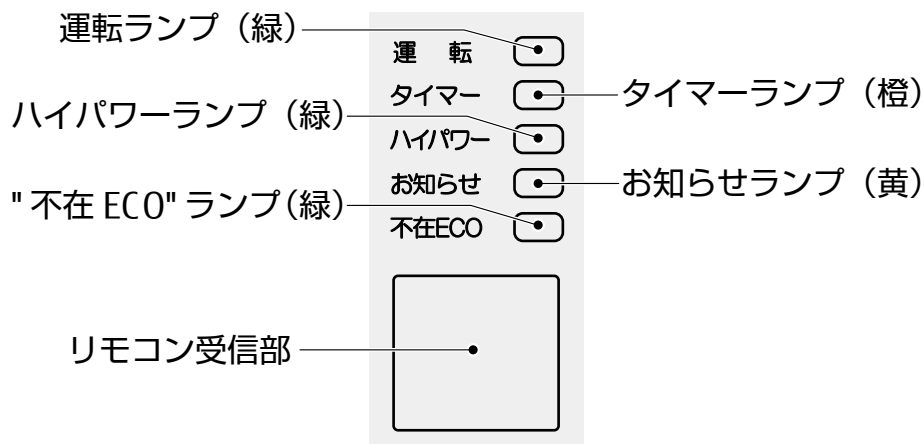 運転ランプ（緑）
運 転
タイマー
タイマーランプ（橙）
ハイパワーランプ（緑）
ハイパワー
お知らせ
お知らせランプ（黄）
"不在 ECO"ランプ（緑）
不在ECO
リモコン受信部